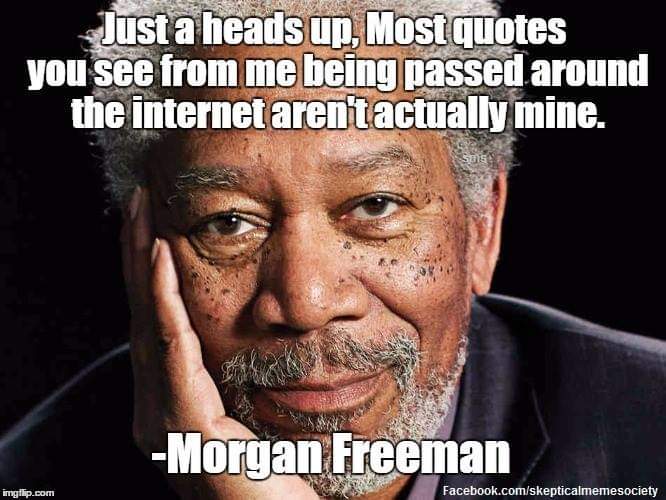 Just a heads up, Most quotes
you see from me being passed around
the internet aren't actually mine.
sms
-Morgan Freeman
imgflip.com
Facebook.com/skepticalmemesociety